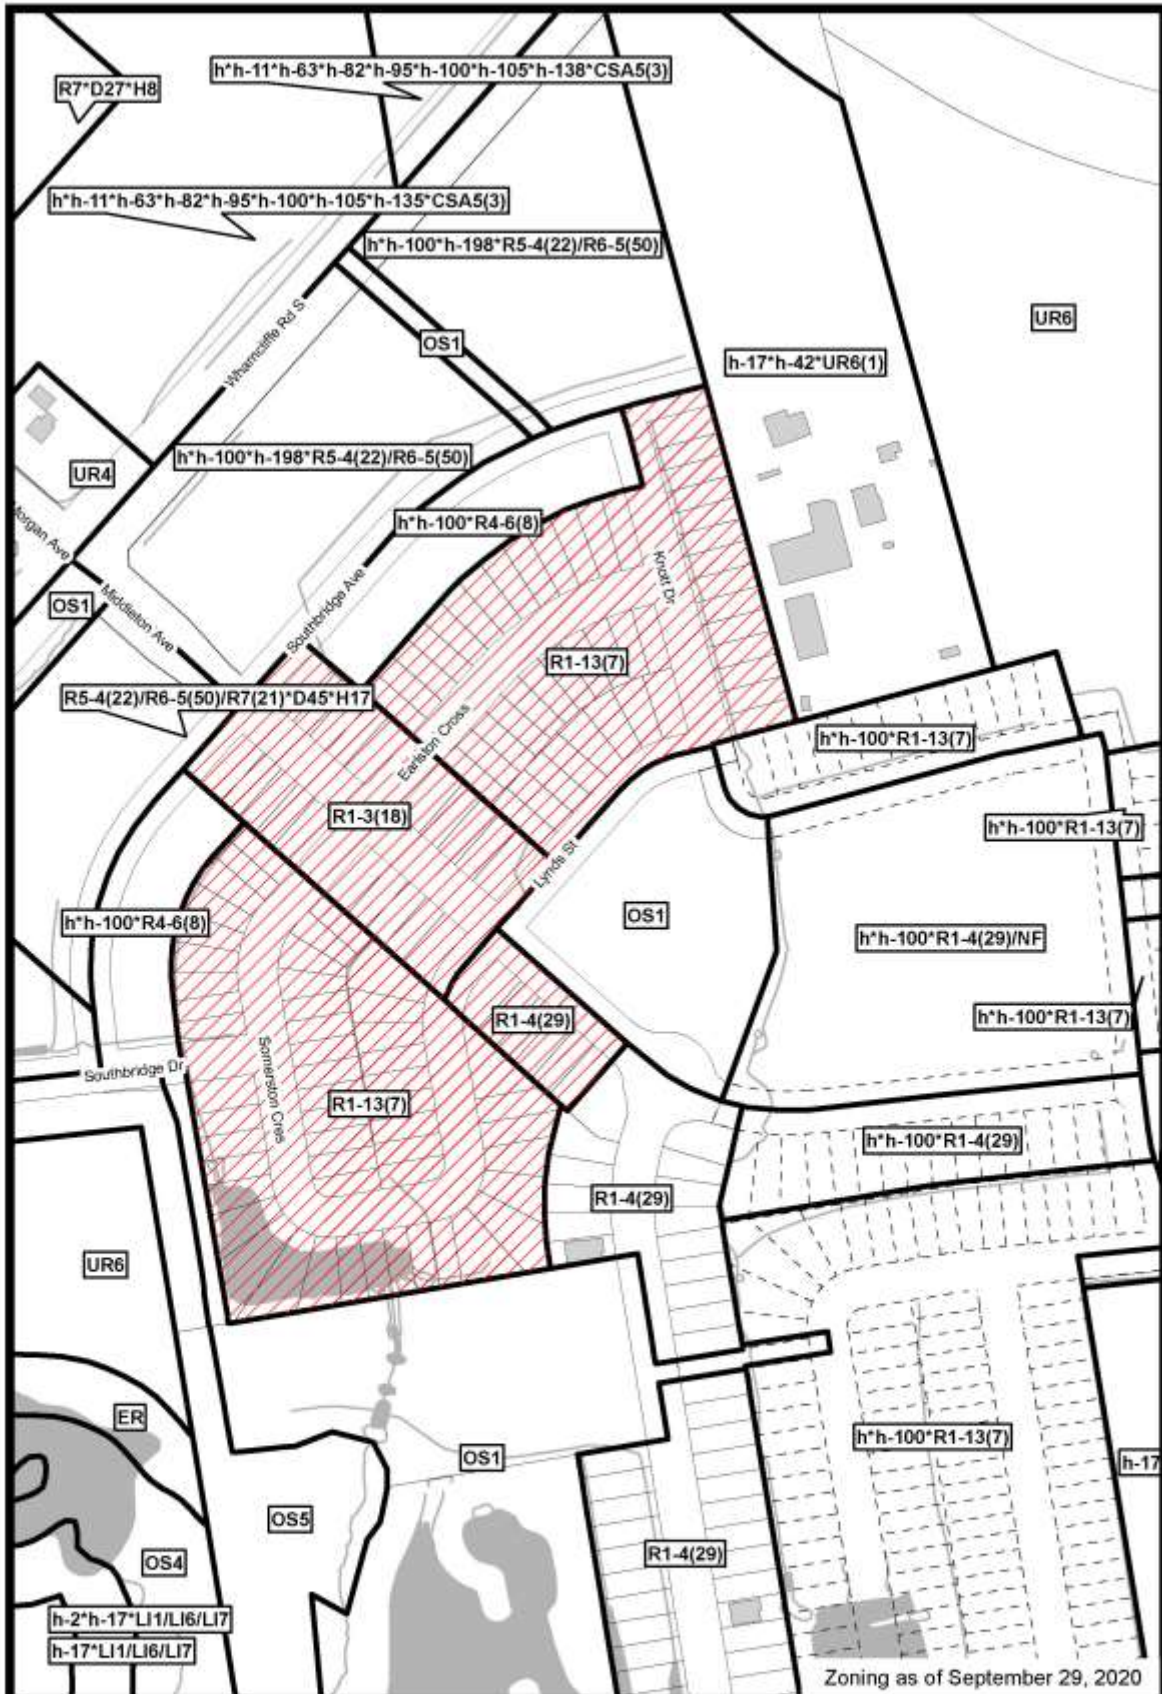 h*h-11*h-63*h-82*h-95*h-100*h-105*h-138*CSA5(3)
R7*D27*H8
h*h-11*h-63*h-82*h-95*h-100*h-105*h-135*CSA5(3)
h*h-100*h-198*R5-4(22)/R6-5(50)
UR6
Wharncliffe Rd S
OS1
h-17*h-42*UR6(1)
h*h-100*h-198*R5-4(22)/R6-5(50)
UR4
h*h-100*R4-6(8)
Morgan Ave
Knott Dr
OS1
Middleton Ave
Southbridge Ave
R1-13(7)
R5-4(22)/R6-5(50)/R7(21)*D45*H17
Earlston Cross
h*h-100*R1-13(7)
R1-3(18)
h*h-100*R1-13(7)
Lynds St
h*h-100*R4-6(8)
OS1
h*h-100*R1-4(29)/NF
R1-4(29)
h*h-100*R1-13(7)
Southbridge Dr
Somerston Cres
R1-13(7)
h*h-100*R1-4(29)
R1-4(29)
UR6
ER
h*h-100*R1-13(7)
OS1
h-17
OS5
OS4
R1-4(29)
h-2*h-17*LI1/LI6/LI7
h-17*LI1/LI6/LI7
Zoning as of September 29, 2020